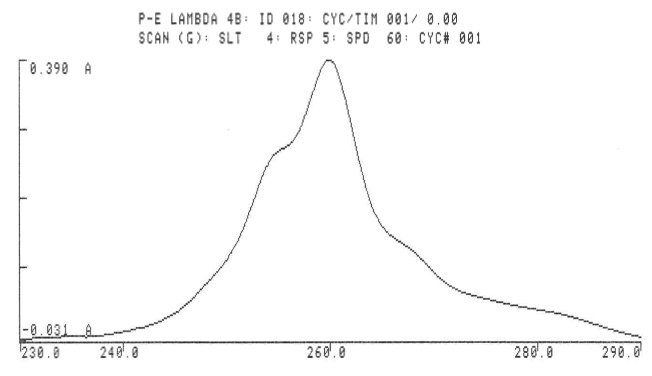 P-E LAMBDA 4B: ID 018: CYC/TIM 001/ 0.00
SCAN (G): SLT 4: RSP 5: SPD 60: CYC# 001
0.390 A
-0.031 A
230.0 240.0 260.0 280.0 290.0